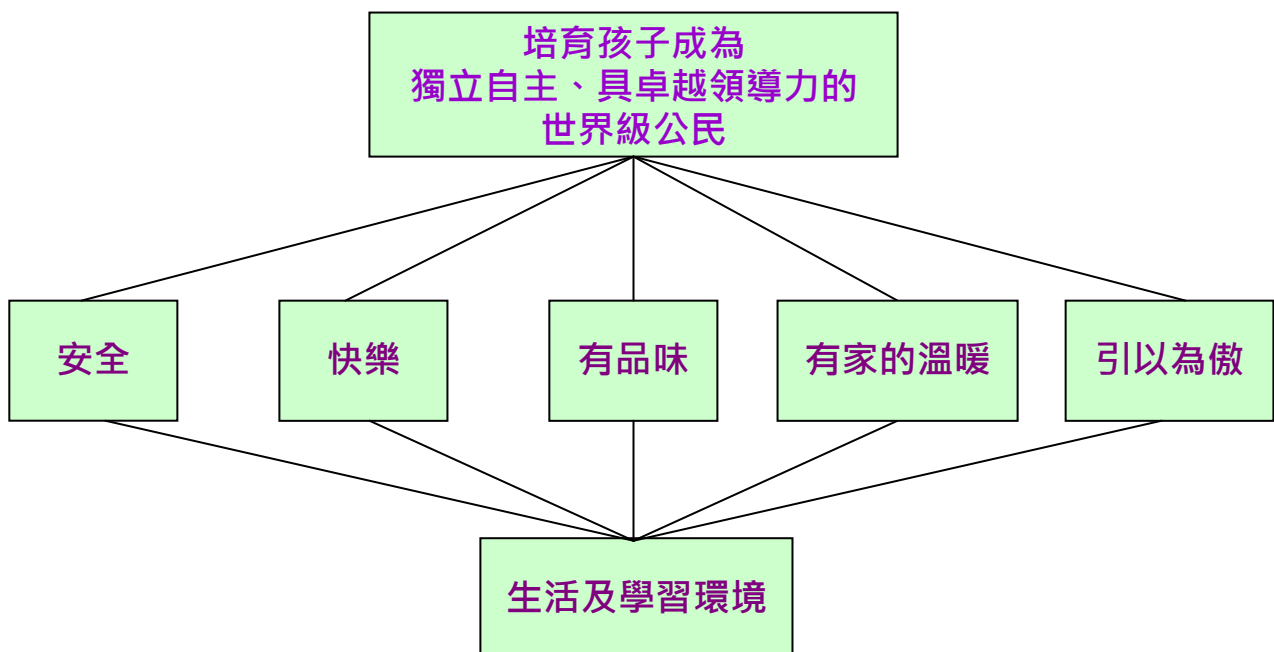 培育孩子成為
獨立自主、具卓越領導力的
世界級公民
安全
快樂
有品味
有家的溫暖
引以為傲
生活及學習環境